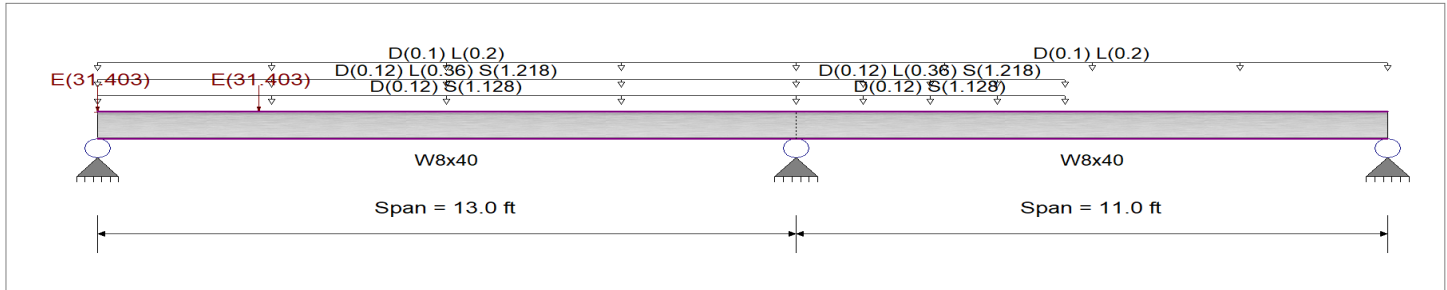 D(0.1) L(0.2) D(0.1) L(0.2)
E(31.403) E(31.403) D(0.12) L(0.36) S(1.218) D(0.12) L(0.36) S(1.218)
D(0.12) S(1.128) D(0.12) S(1.128)
W8x40 W8x40
Span = 13.0 ft Span = 11.0 ft